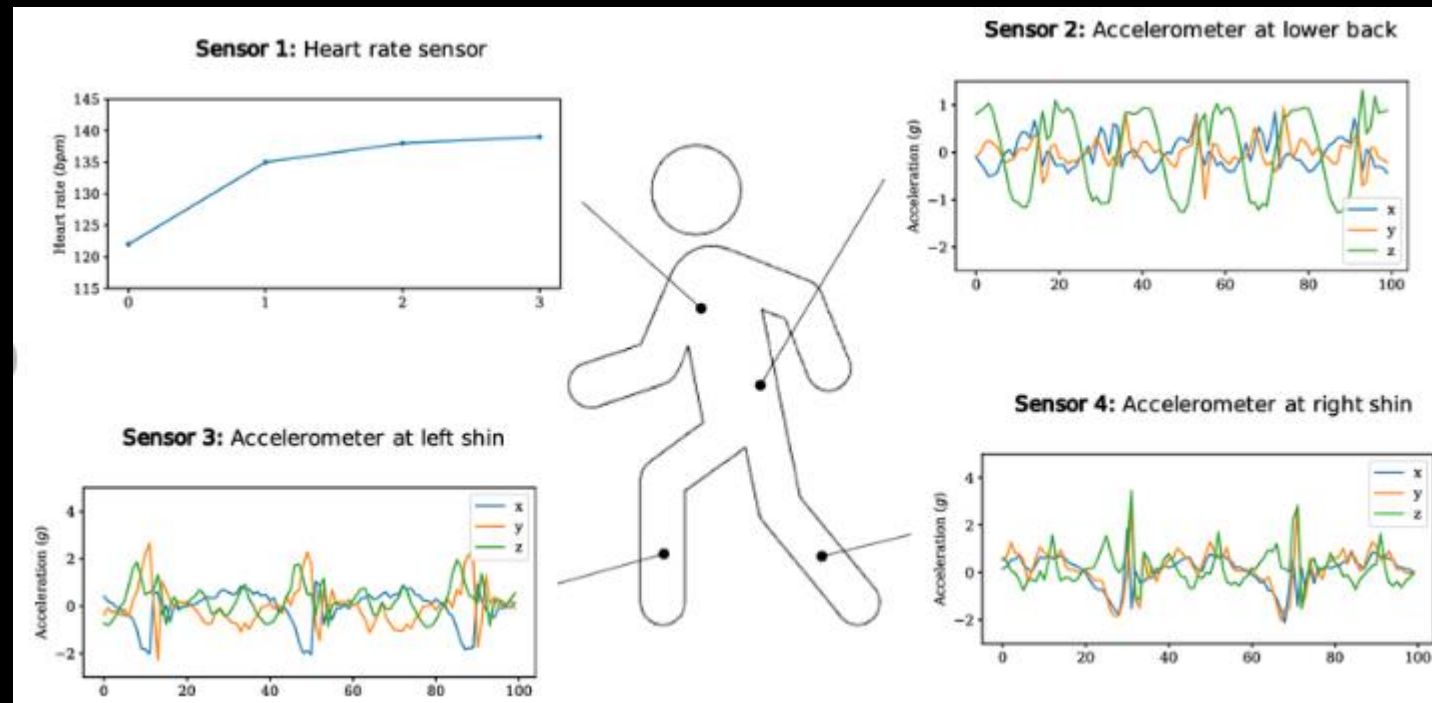 Sensor 1: Heart rate sensor
145
140
135
130
125
120
115
Heart rate (bpm)
0 1 2 3
Sensor 2: Accelerometer at lower back
1
0
−1
−2
Acceleration (g)
x
y
z
0 20 40 60 80 100
Sensor 3: Accelerometer at left shin
4
2
0
−2
Acceleration (g)
x
y
z
0 20 40 60 80 100
Sensor 4: Accelerometer at right shin
4
2
0
−2
Acceleration (g)
x
y
z
0 20 40 60 80 100